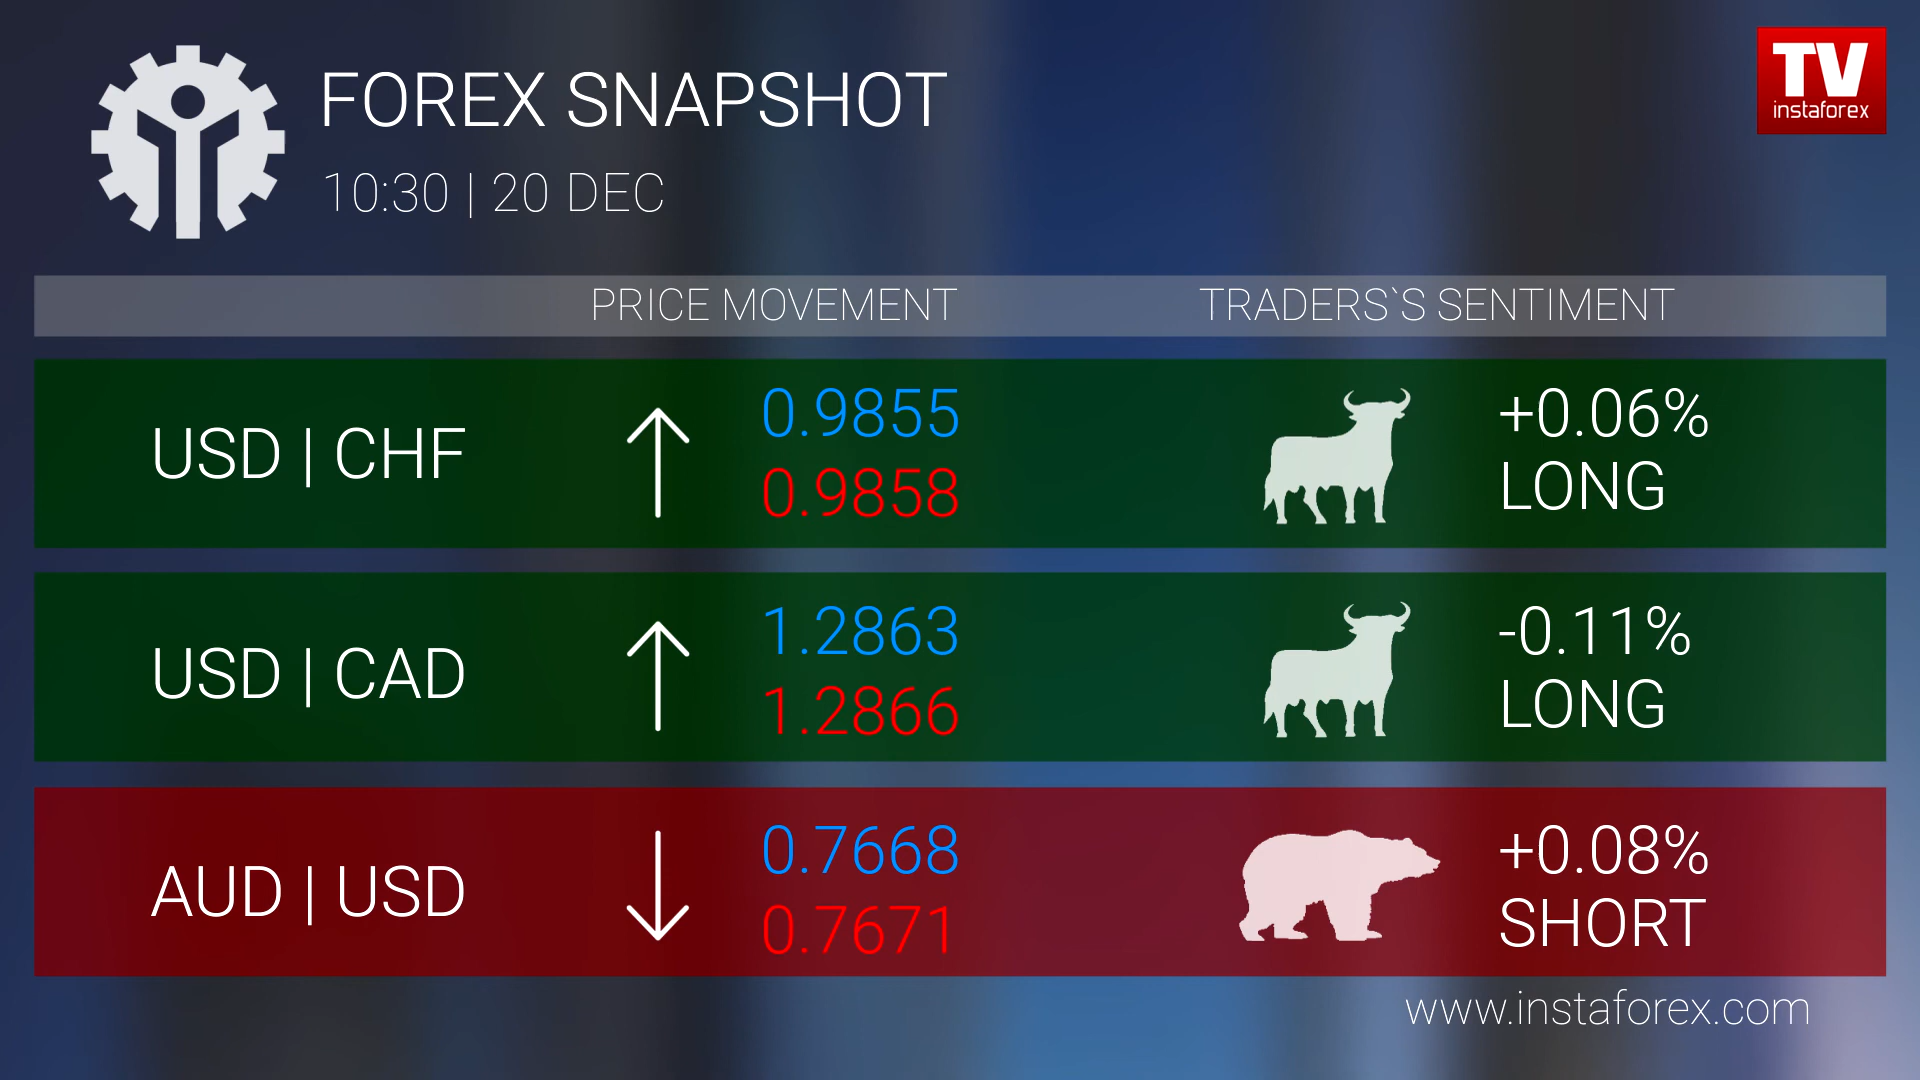 FOREX SNAPSHOT
10:30 | 20 DEC
TV
instaforex
PRICE MOVEMENT
TRADERS`S SENTIMENT
USD | CHF
0.9855
0.9858
+0.06%
LONG
USD | CAD
1.2863
1.2866
-0.11%
LONG
AUD | USD
0.7668
0.7671
+0.08%
SHORT
www.instaforex.com